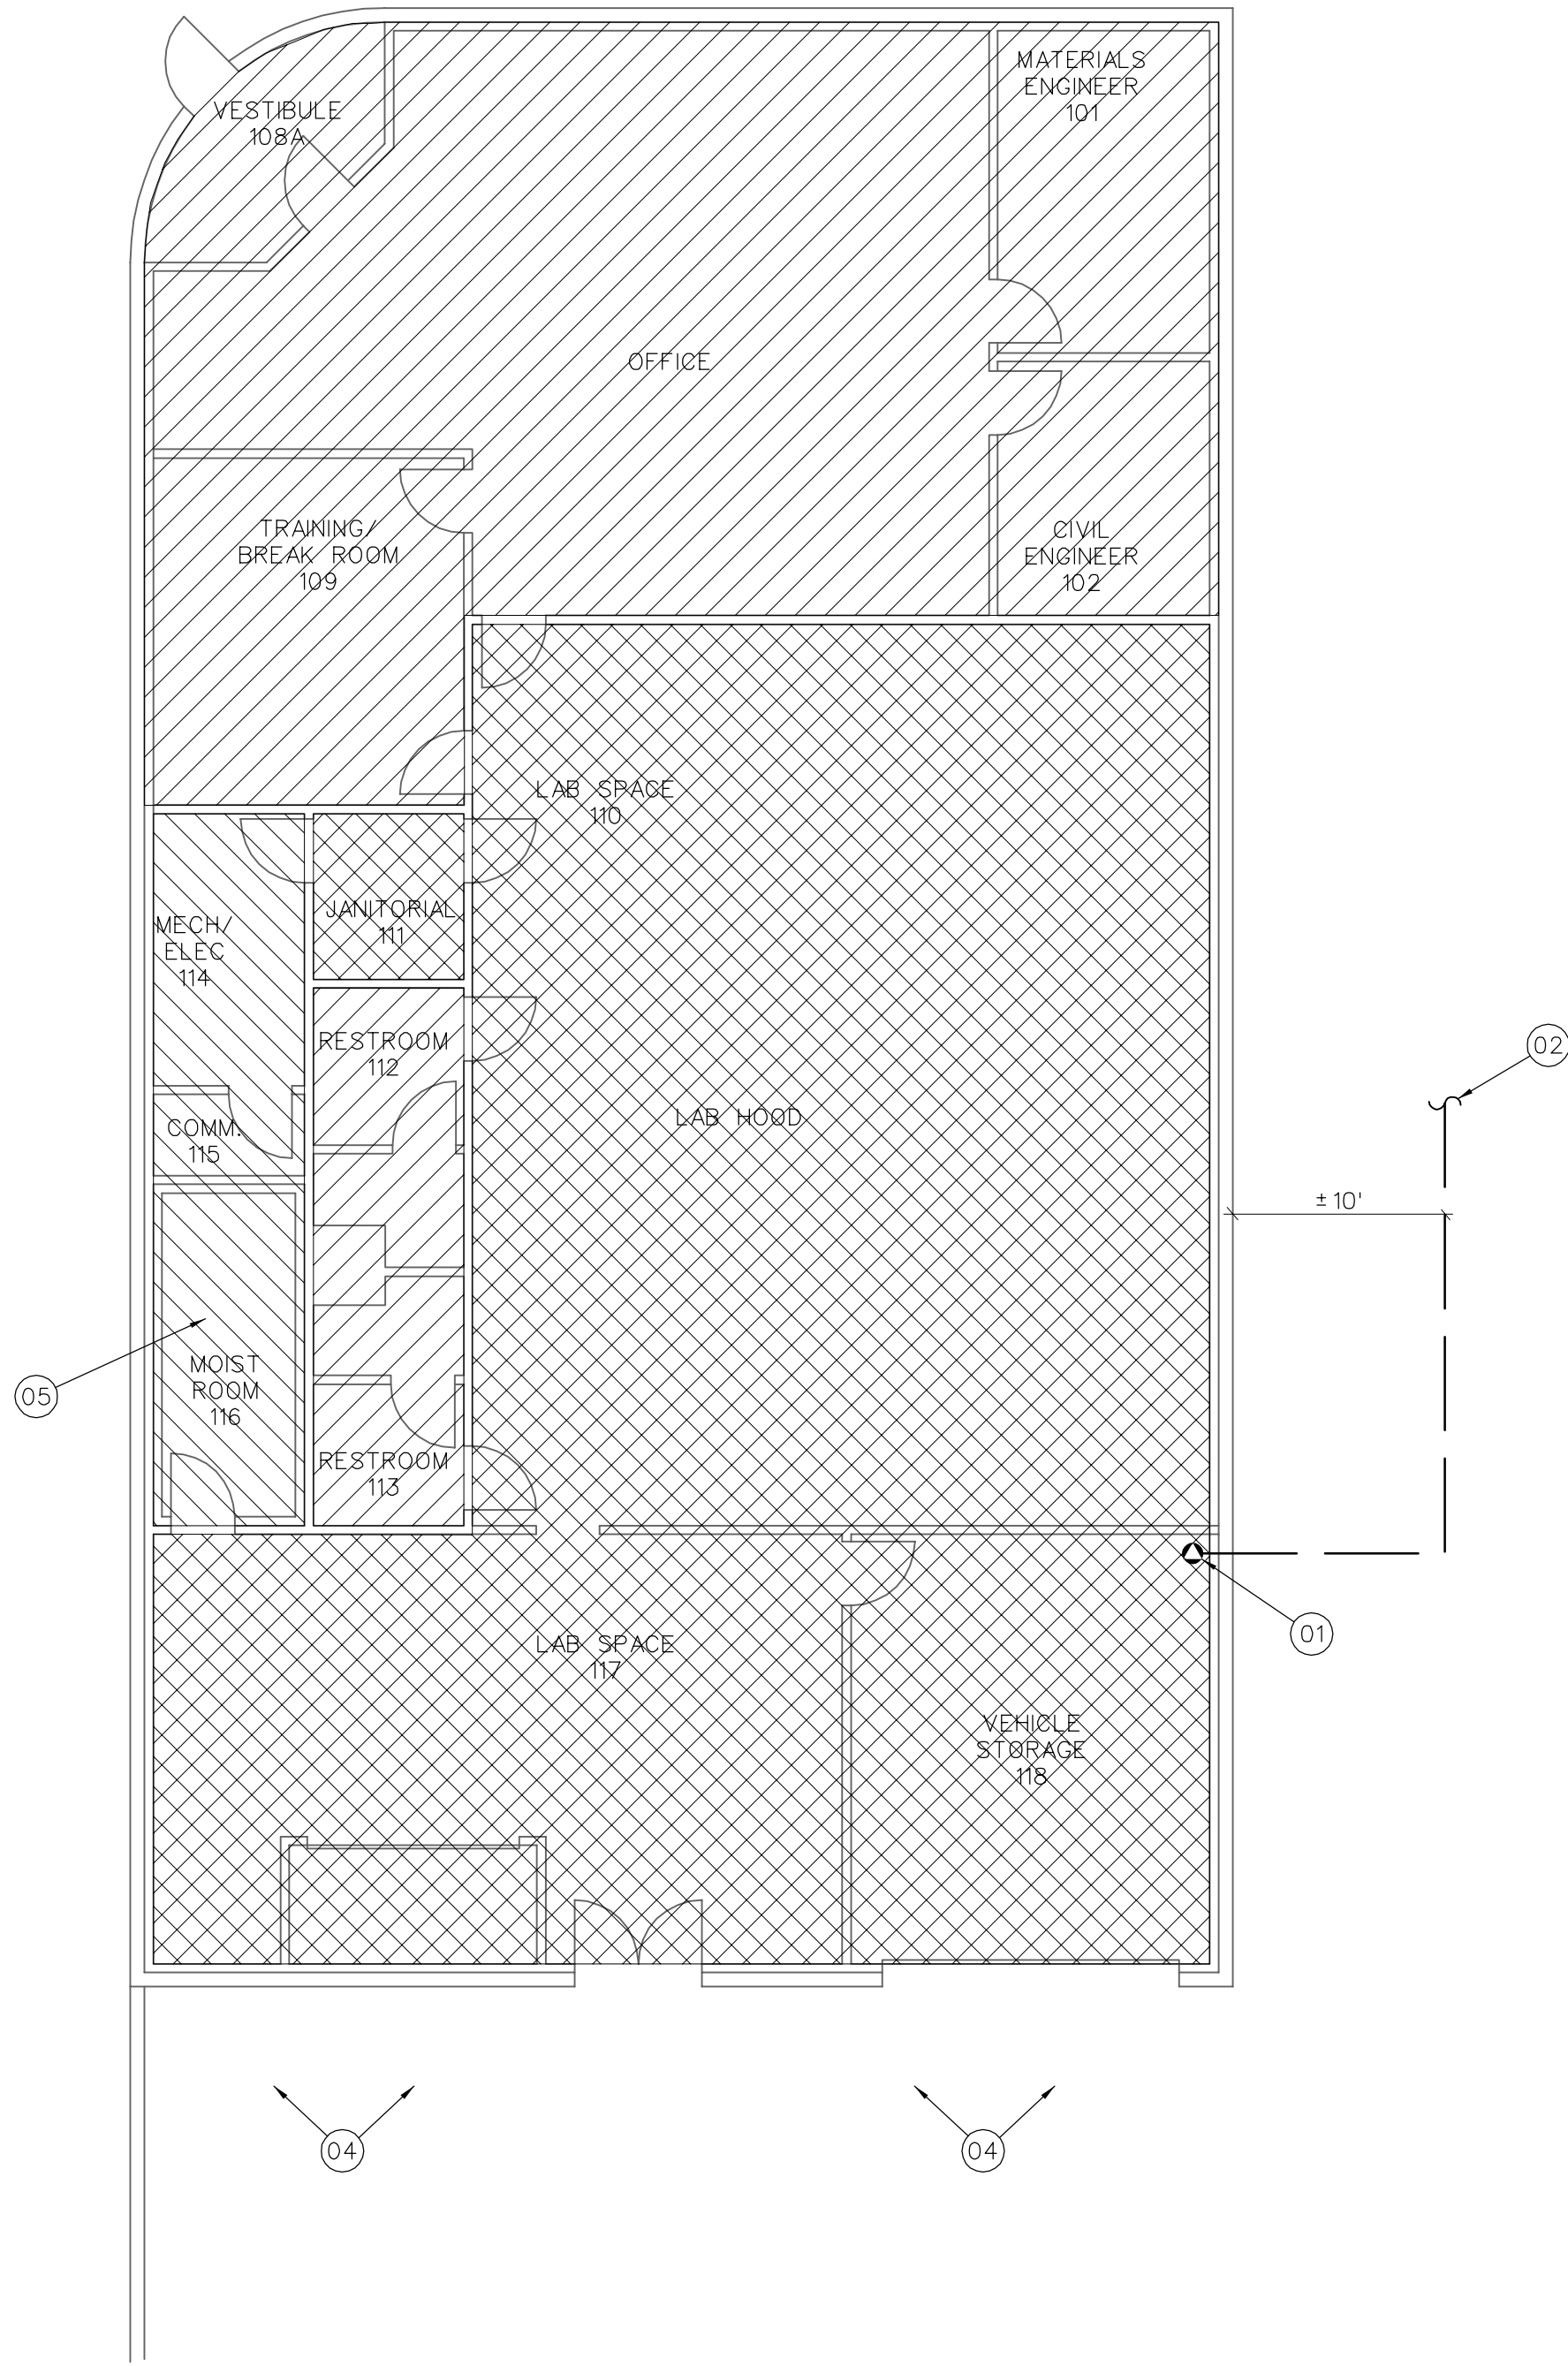 MATERIALS
ENGINEER
101
VESTIBULE
108A
OFFICE
TRAINING/
BREAK ROOM
109
CIVIL
ENGINEER
102
LAB SPACE
110
JANITORIAL
111
MECH/
ELEC
114
RESTROOM
112
02
LAB HOOD
COMM.
115
±10'
MOIST
ROOM
116
05
RESTROOM
113
01
LAB SPACE
117
VEHICLE
STORAGE
118
04
04